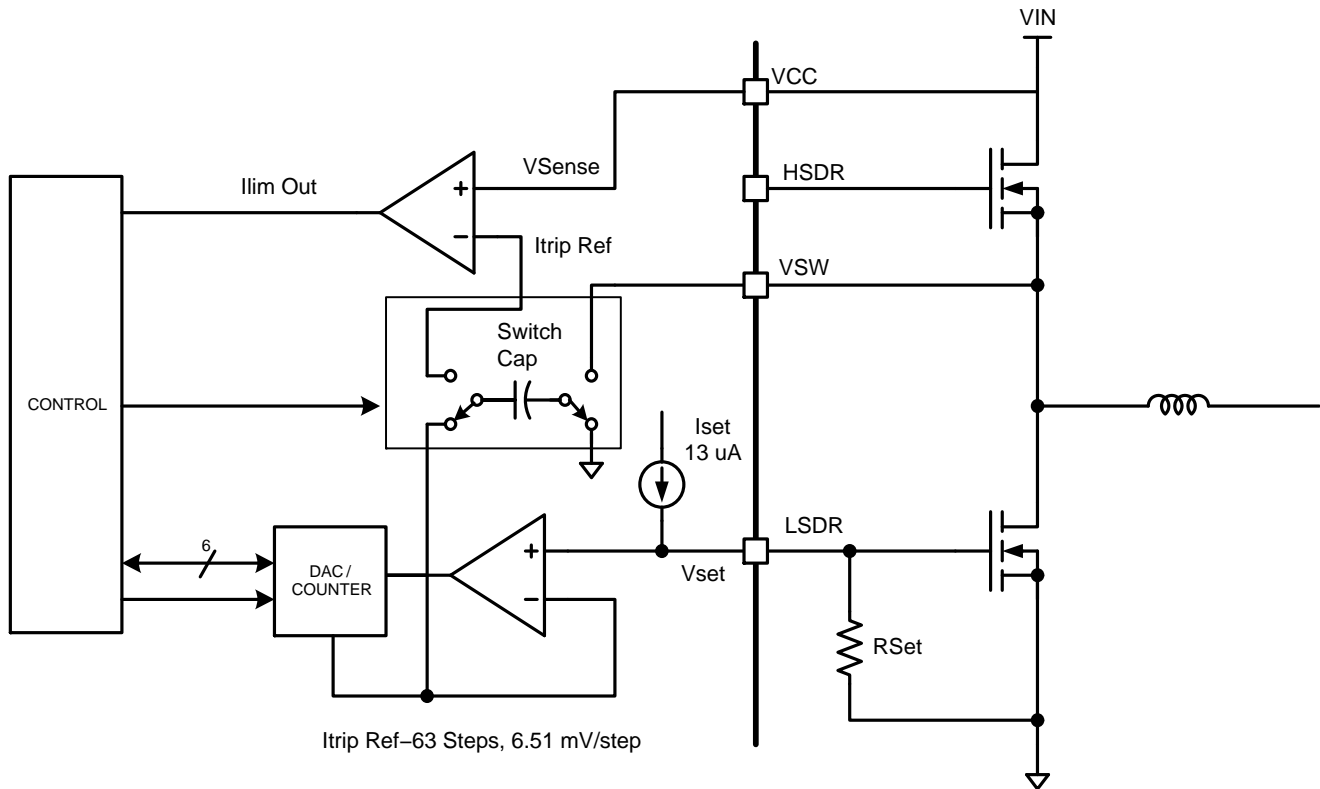 VIN
VCC
VSense
HSDR
Ilim Out
+
−
Itrip Ref
VSW
Switch
Cap
CONTROL
Iset
13 uA
LSDR
6
DAC /
COUNTER
+
−
Vset
RSet
Itrip Ref−63 Steps, 6.51 mV/step